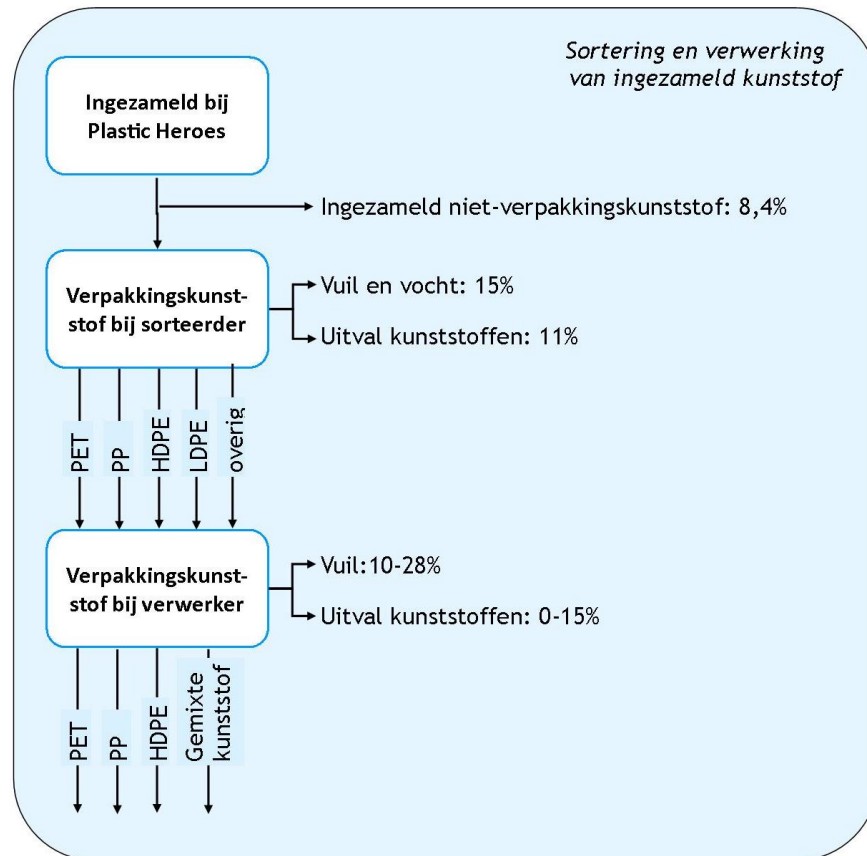 Sortering en verwerking
van ingezameld kunststof
Ingezameld bij
Plastic Heroes
Ingezameld niet-verpakkingskunststof: 8,4%
Verpakkingskunst-
stof bij sorteerder
Vuil en vocht: 15%
Uitval kunststoffen: 11%
PET
PP
HDPE
LDPE
overig
Verpakkingskunst-
stof bij verwerker
Vuil:10-28%
Uitval kunststoffen: 0-15%
PET
PP
HDPE
Gemixte
kunststof